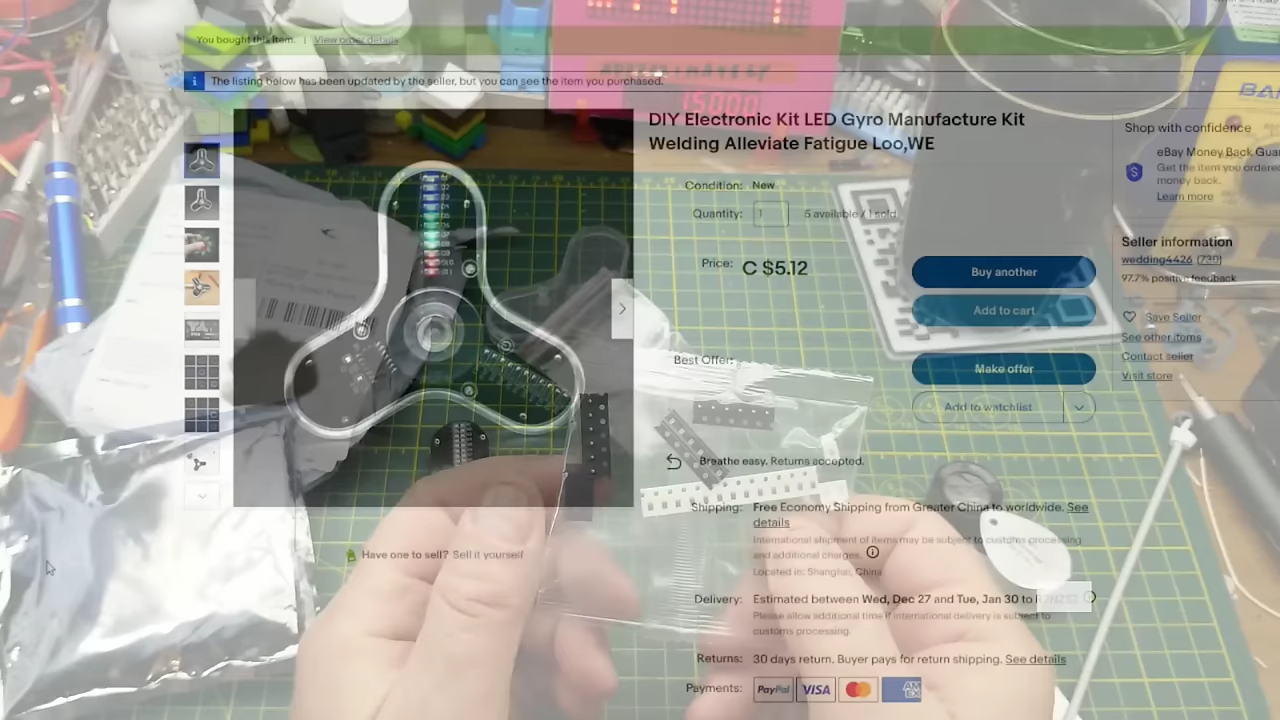 You bought this item. | View order details
The listing below has been updated by the seller, but you can see the item you purchased.
15000
BA
DIY Electronic Kit LED Gyro Manufacture Kit
Welding Alleviate Fatigue Loo,WE
Condition: New
Quantity: 1 5 available / 1 sold
Price: C $5.12
Buy another
Add to cart
Best Offer:
Make offer
Add to watchlist
Breathe easy. Returns accepted.
Shipping: Free Economy Shipping from Greater China to worldwide. See
details
International shipment of items may be subject to customs processing
and additional charges.
Located in: Shanghai, China
Delivery: Estimated between Wed, Dec 27 and Tue, Jan 30 to
Please allow additional time if international delivery is subject to
customs processing.
Returns: 30 days return. Buyer pays for return shipping. See details
Payments: PayPal VISA
Have one to sell? Sell it yourself
Shop with confidence
eBay Money Back Guar
Get the item you ordered
money back.
Learn more
Seller information
wedding4426 (730)
97.7% positive feedback
Save Seller
See other items
Contact seller
Visit store